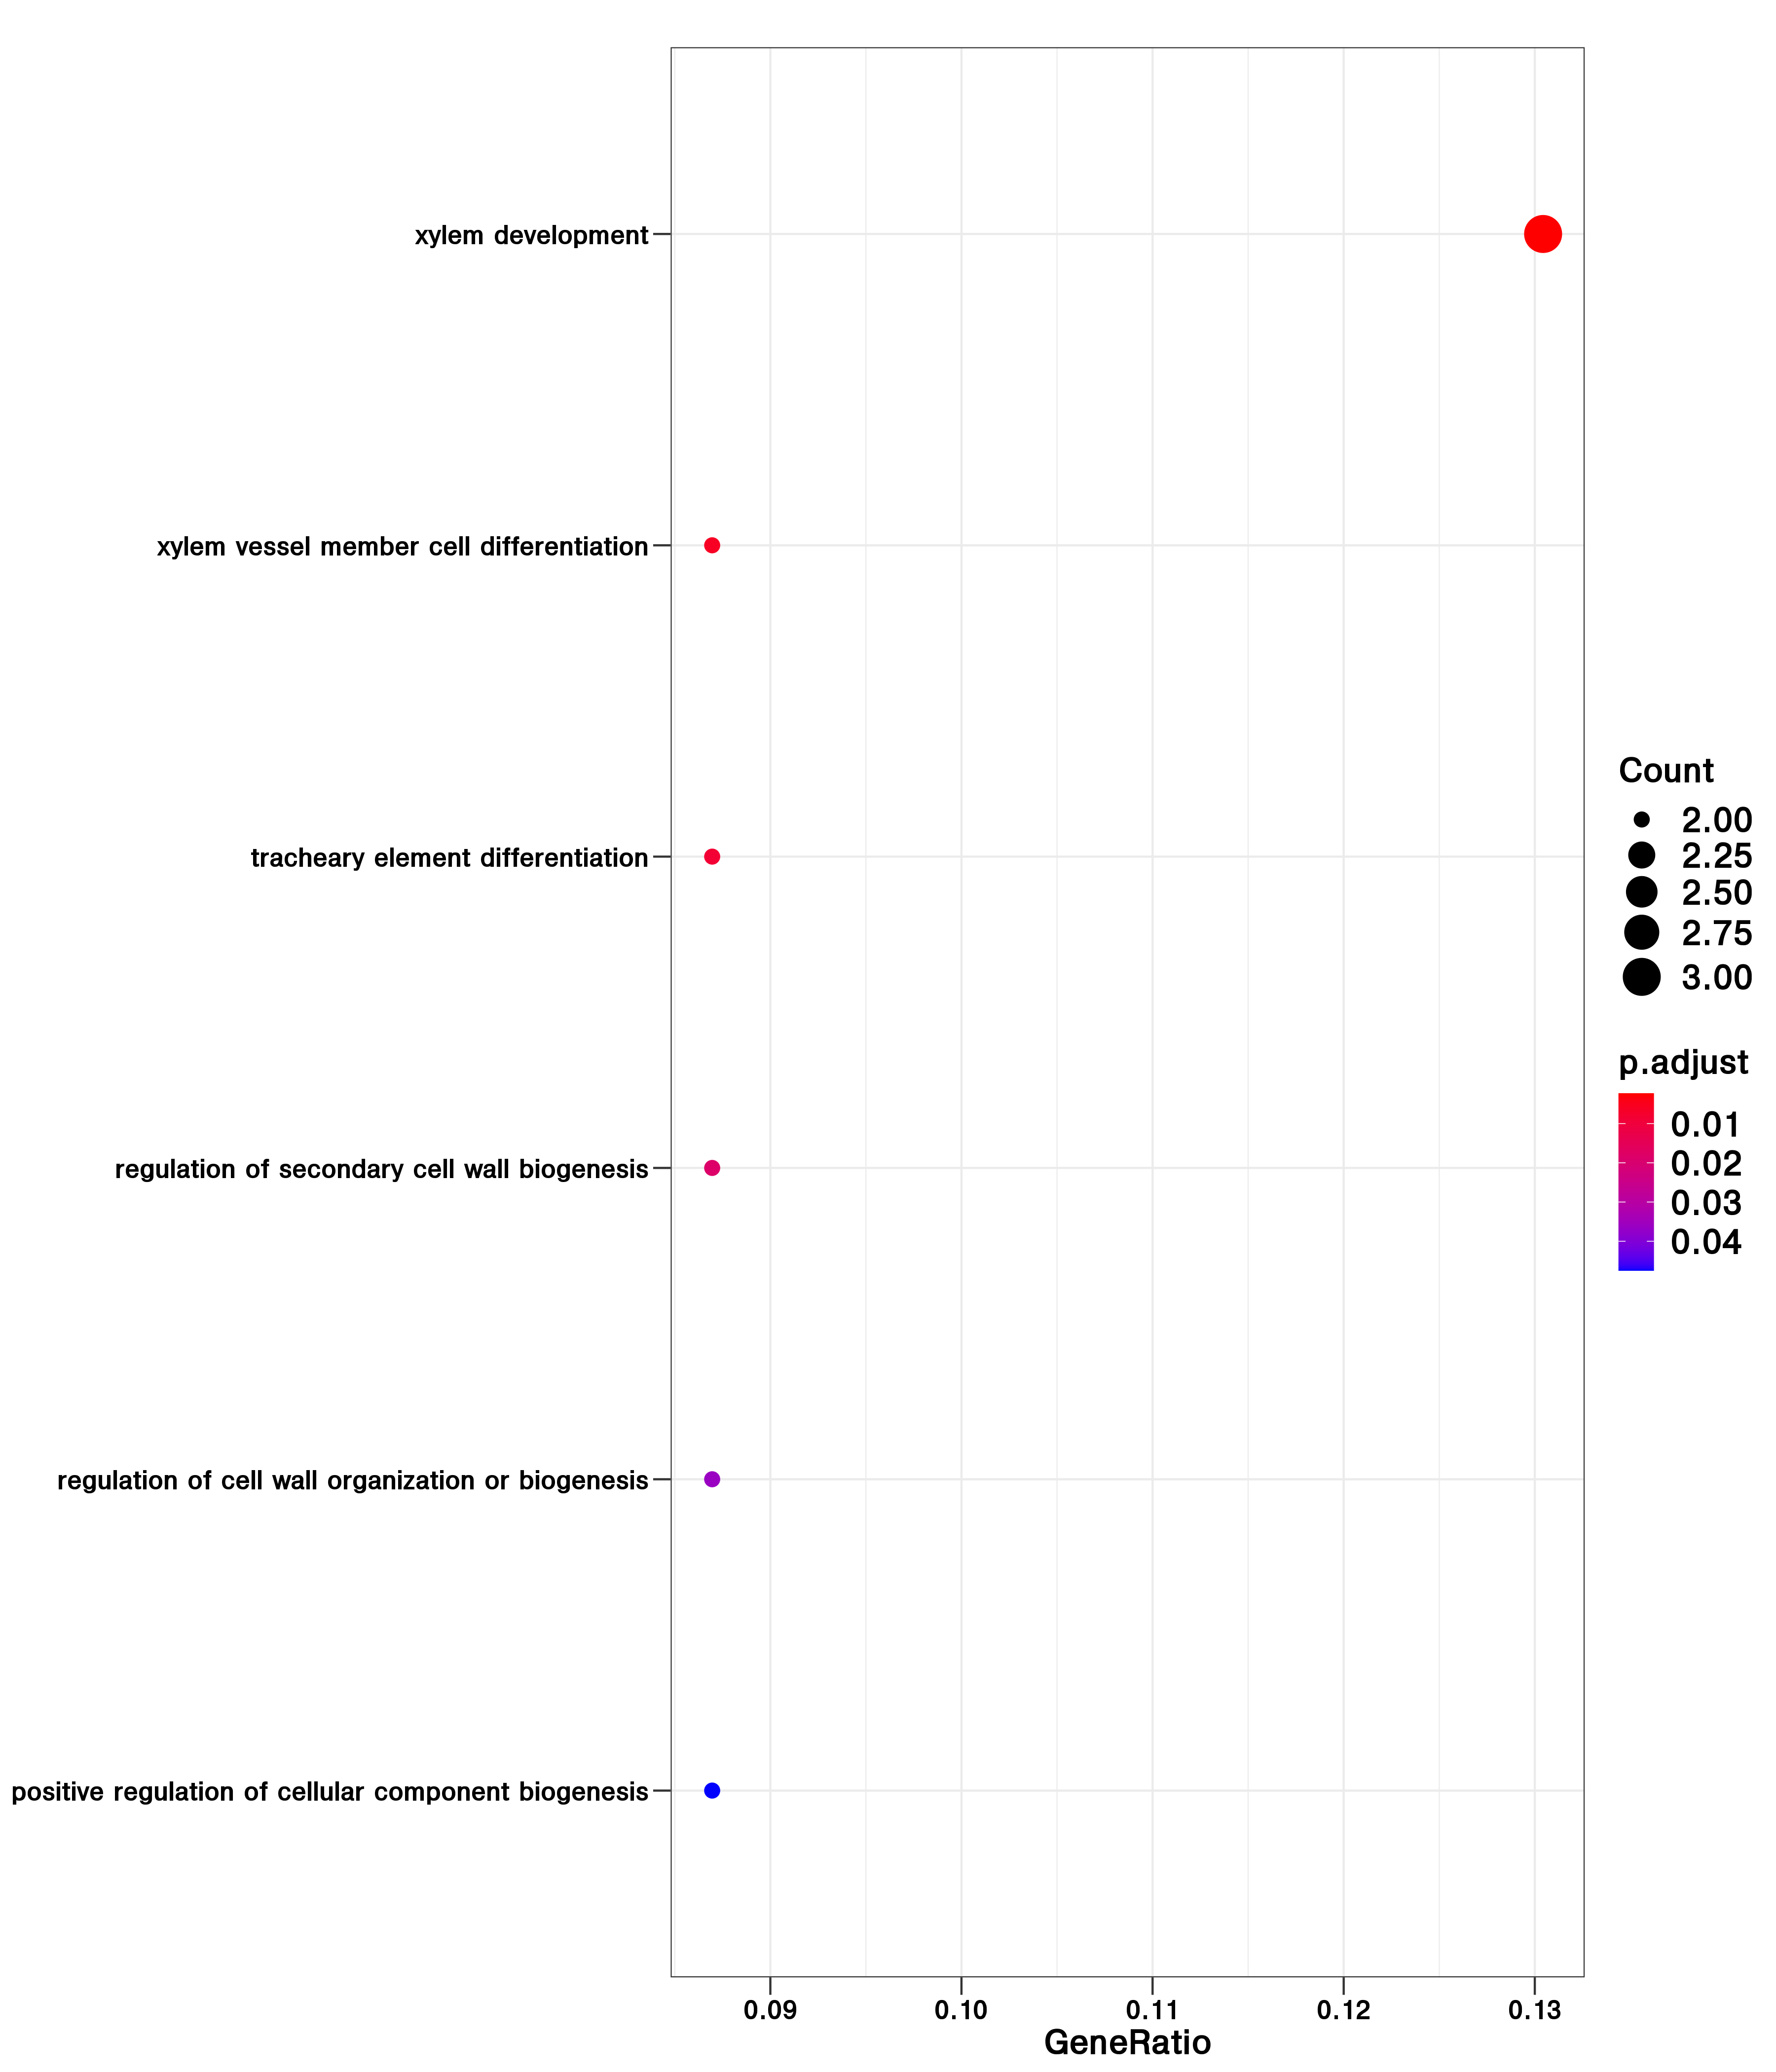 xylem development
xylem vessel member cell differentiation
tracheary element differentiation
regulation of secondary cell wall biogenesis
regulation of cell wall organization or biogenesis
positive regulation of cellular component biogenesis
0.09 0.10 0.11 0.12 0.13
GeneRatio
Count
2.00
2.25
2.50
2.75
3.00
p.adjust
0.01
0.02
0.03
0.04